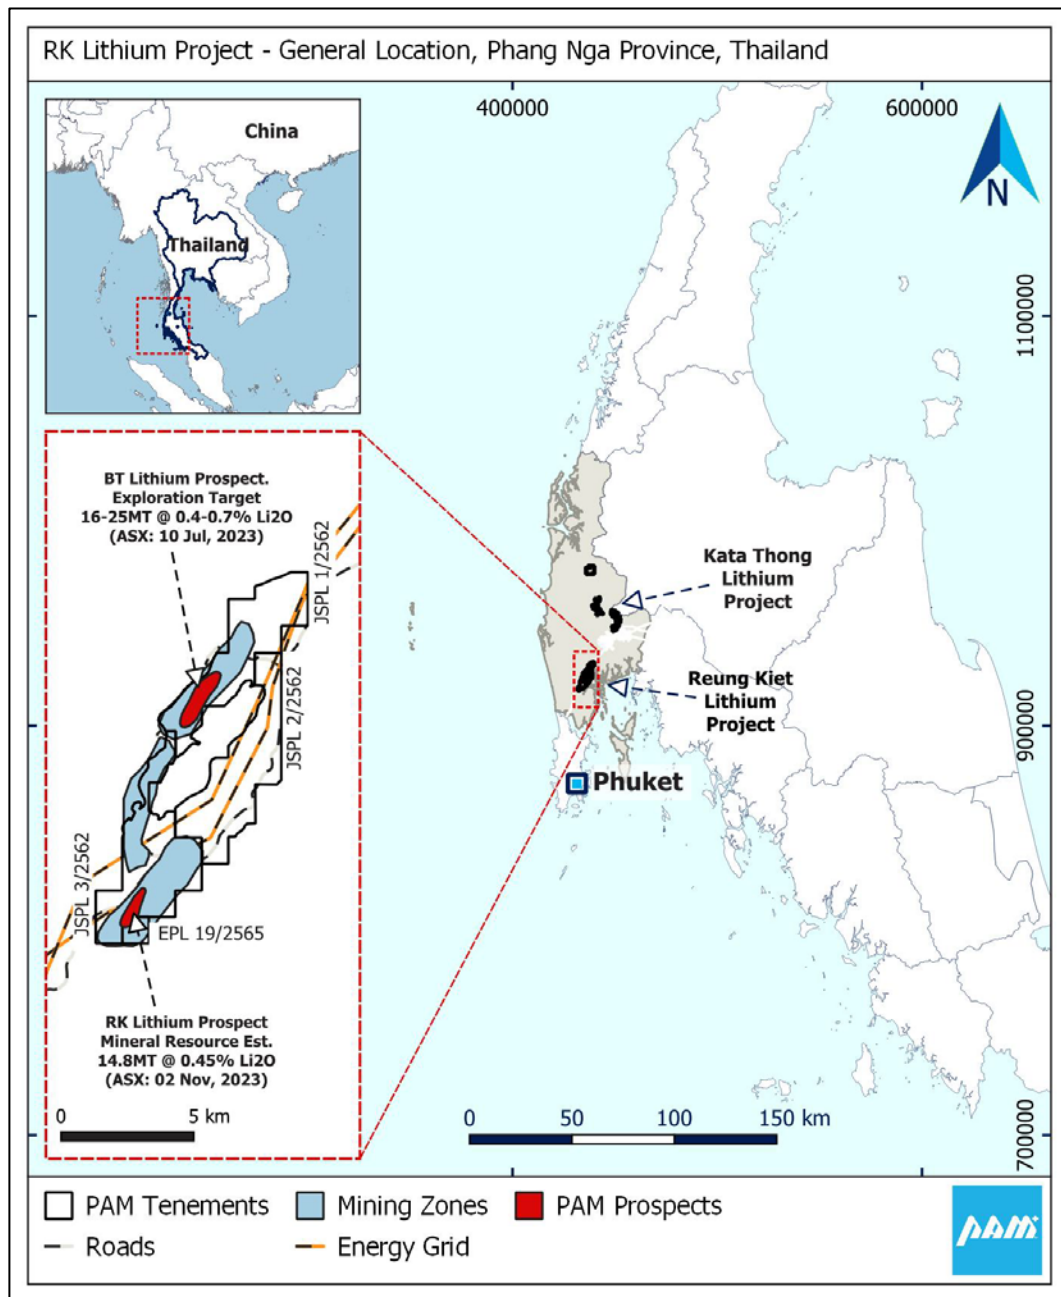 RK Lithium Project - General Location, Phang Nga Province, Thailand
400000
600000
China
Thailand
N
1100000
BT Lithium Prospect.
Exploration Target
16-25MT @ 0.4-0.7% Li2O
(ASX: 10 Jul, 2023)
JSPL 1/2562
JSPL 2/2562
JSPL 3/2562
EPL 19/2565
RK Lithium Prospect
Mineral Resource Est.
14.8MT @ 0.45% Li2O
(ASX: 02 Nov, 2023)
0 5 km
Kata Thong
Lithium
Project
Reung Kiet
Lithium
Project
900000
Phuket
0 50 100 150 km
700000
PAM Tenements
Mining Zones
PAM Prospects
Roads
Energy Grid
PAM